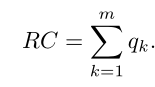 RC = \sum_{k=1}^{m} q_k.